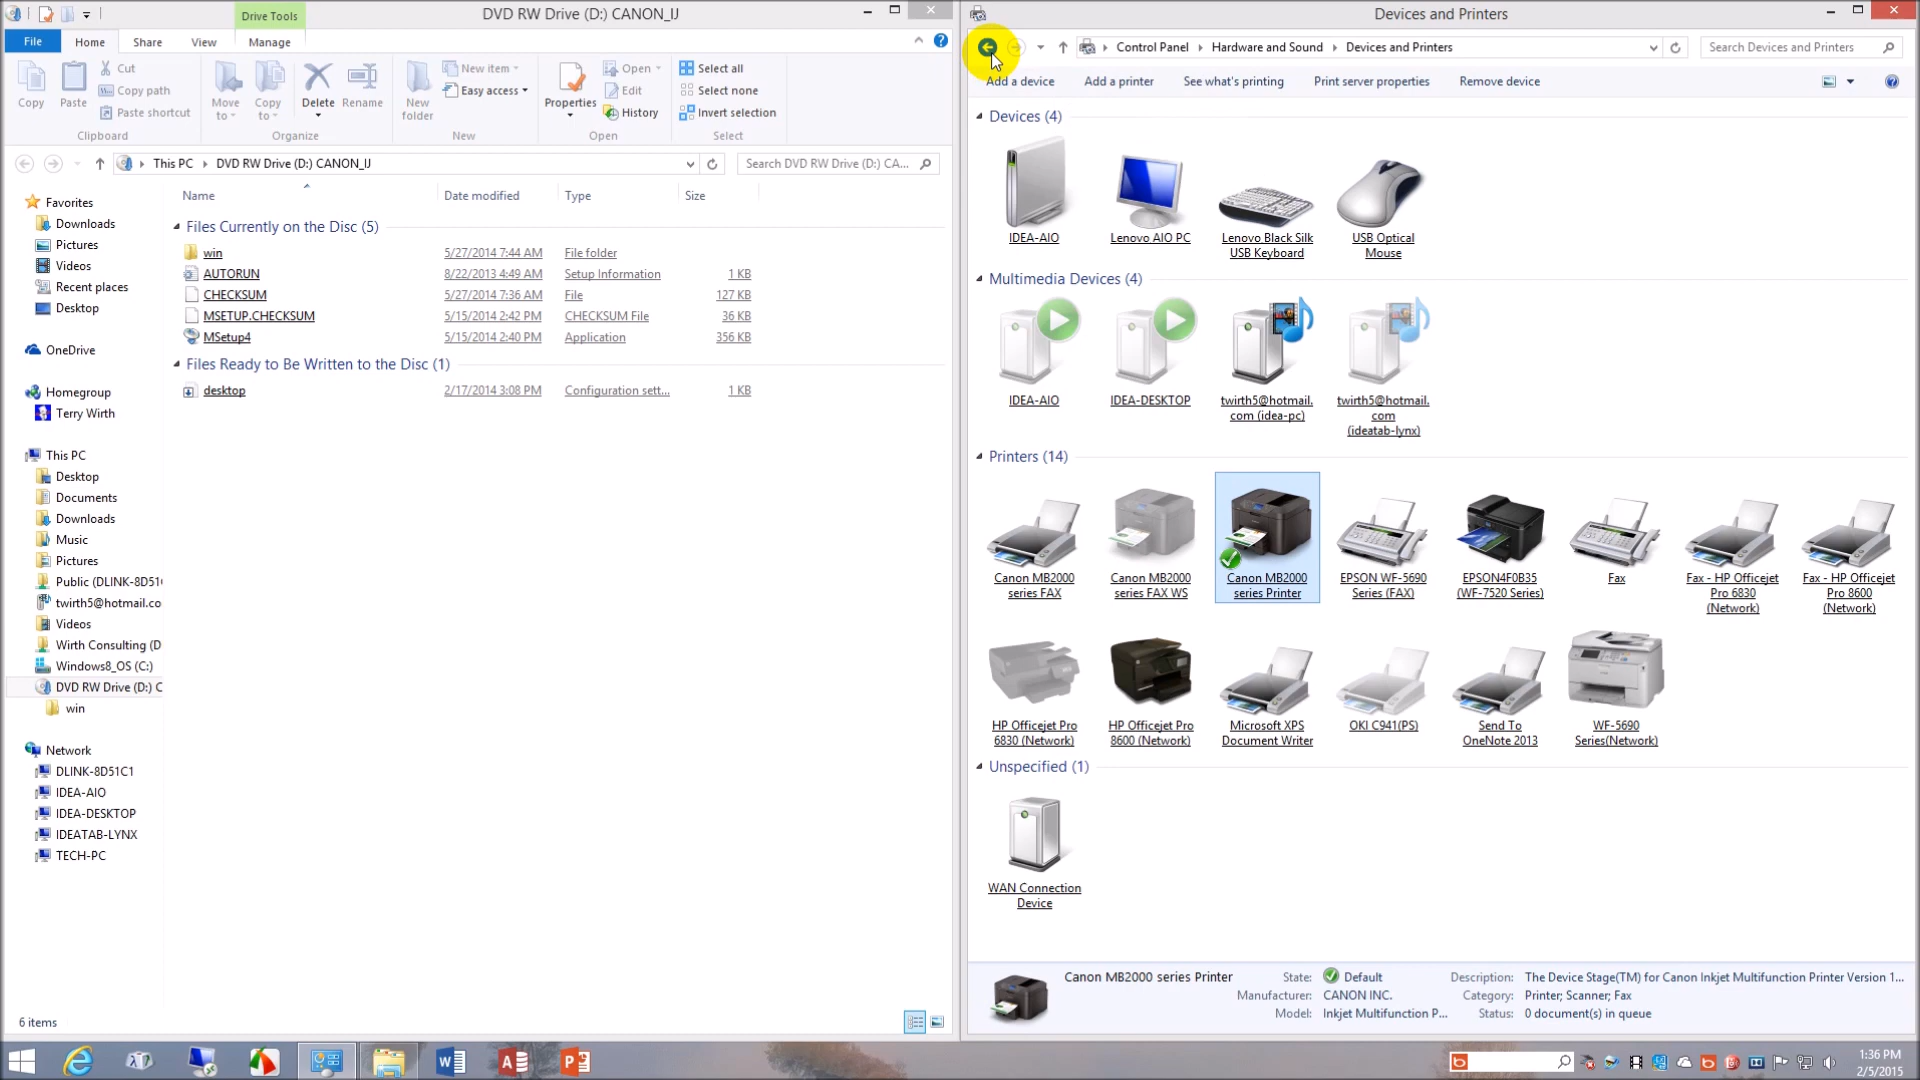 Drive Tools
DVD RW Drive (D:) CANON_IJ
File
Home
Share
View
Manage
Copy
Paste
Cut
Copy path
Paste shortcut
Clipboard
Move to
Copy to
Delete
Rename
Organize
New folder
New item
Easy access
New
Properties
Open
Edit
History
Open
Select all
Select none
Invert selection
Select
This PC
DVD RW Drive (D:) CANON_IJ
Search DVD RW Drive (D:) CA...
Favorites
Downloads
Pictures
Videos
Recent places
Desktop
OneDrive
Homegroup
Terry Wirth
This PC
Desktop
Documents
Downloads
Music
Pictures
Public (DLINK-8D51
twirth5@hotmail.co
Videos
Wirth Consulting (D
Windows8_OS (C:)
DVD RW Drive (D:) C
win
Network
DLINK-8D51C1
IDEA-AIO
IDEA-DESKTOP
IDEATAB-LYNX
TECH-PC
Name Date modified Type Size
Files Currently on the Disc (5)
win 5/27/2014 7:44 AM File folder
AUTORUN 8/22/2013 4:49 AM Setup Information 1 KB
CHECKSUM 5/27/2014 7:36 AM File 127 KB
MSETUP.CHECKSUM 5/15/2014 2:42 PM CHECKSUM File 36 KB
MSetup4 5/15/2014 2:40 PM Application 356 KB
Files Ready to Be Written to the Disc (1)
desktop 2/17/2014 3:08 PM Configuration sett... 1 KB
6 items
Devices and Printers
Control Panel
Hardware and Sound
Devices and Printers
Search Devices and Printers
Add a device
Add a printer
See what's printing
Print server properties
Remove device
Devices (4)
IDEA-AIO
Lenovo AIO PC
Lenovo Black Silk
USB Keyboard
USB Optical
Mouse
Multimedia Devices (4)
IDEA-AIO
IDEA-DESKTOP
twirth5@hotmail.
com (idea-pc)
twirth5@hotmail.
com
(ideatab-lynx)
Printers (14)
Canon MB2000
series FAX
Canon MB2000
series FAX WS
Canon MB2000
series Printer
EPSON WF-5690
Series (FAX)
EPSON4F0B35
(WF-7520 Series)
Fax
Fax - HP Officejet
Pro 6830
(Network)
Fax - HP Officejet
Pro 8600
(Network)
HP Officejet Pro
6830 (Network)
HP Officejet Pro
8600 (Network)
Microsoft XPS
Document Writer
OKI C941(PS)
Send To
OneNote 2013
WF-5690
Series(Network)
Unspecified (1)
WAN Connection
Device
Canon MB2000 series Printer
State: Default
Manufacturer: CANON INC.
Model: Inkjet Multifunction P...
Description: The Device Stage(TM) for Canon Inkjet Multifunction Printer Version 1...
Category: Printer; Scanner; Fax
Status: 0 document(s) in queue
1:36 PM
2/5/2015